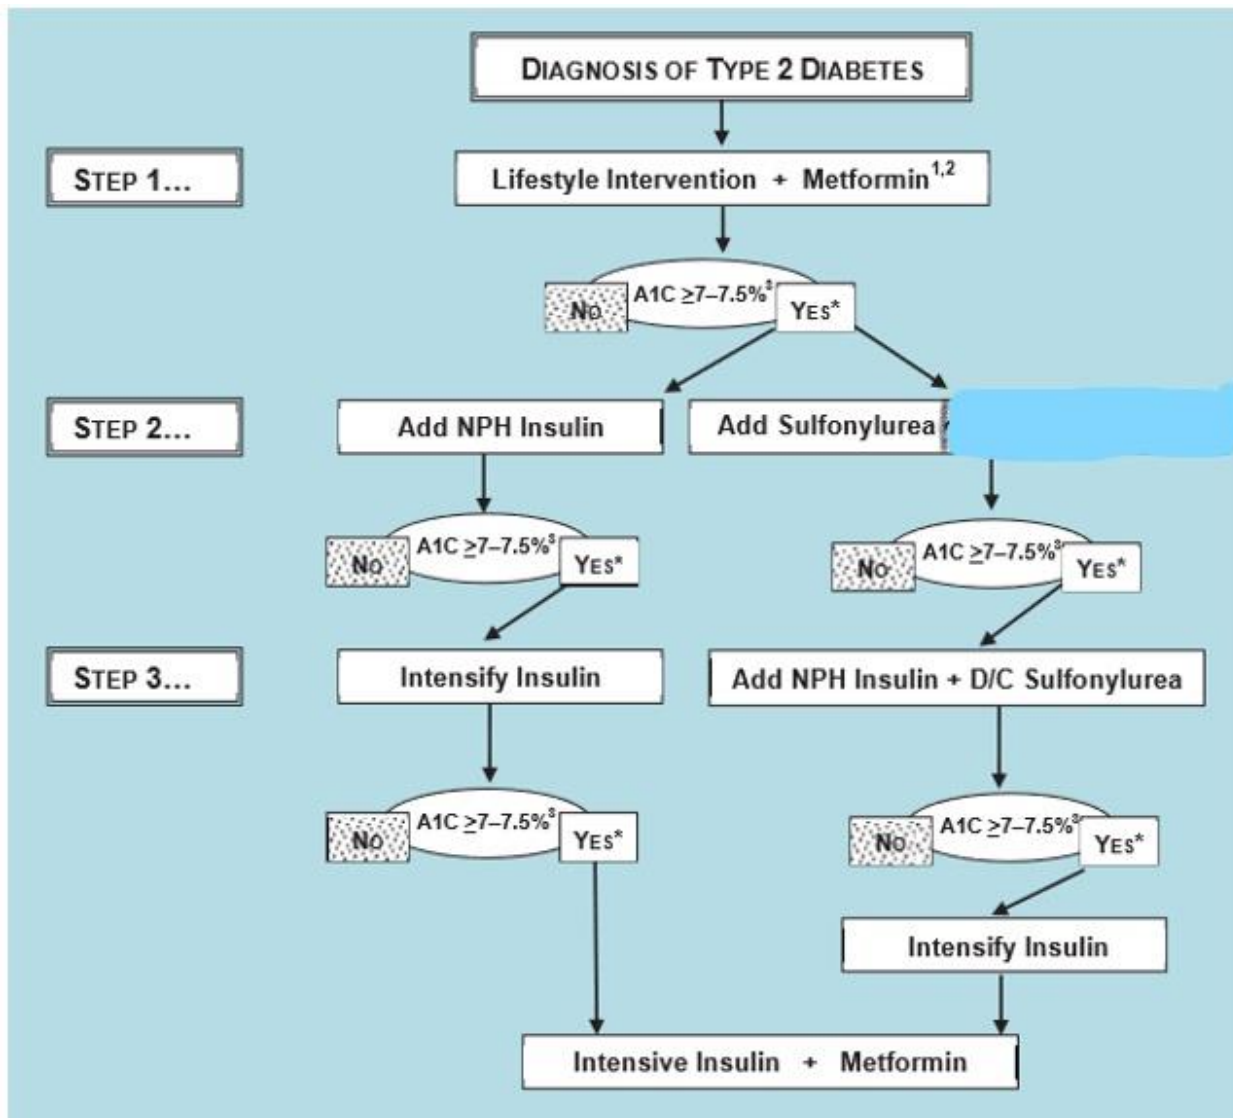 DIAGNOSIS OF TYPE 2 DIABETES
STEP 1...
Lifestyle Intervention + Metformin1,2
A1C ≥7–7.5%3
NO
YES*
STEP 2...
Add NPH Insulin
Add Sulfonylurea
A1C ≥7–7.5%3
NO
YES*
A1C ≥7–7.5%3
NO
YES*
STEP 3...
Intensify Insulin
Add NPH Insulin + D/C Sulfonylurea
A1C ≥7–7.5%3
NO
YES*
A1C ≥7–7.5%3
NO
YES*
Intensify Insulin
Intensive Insulin + Metformin